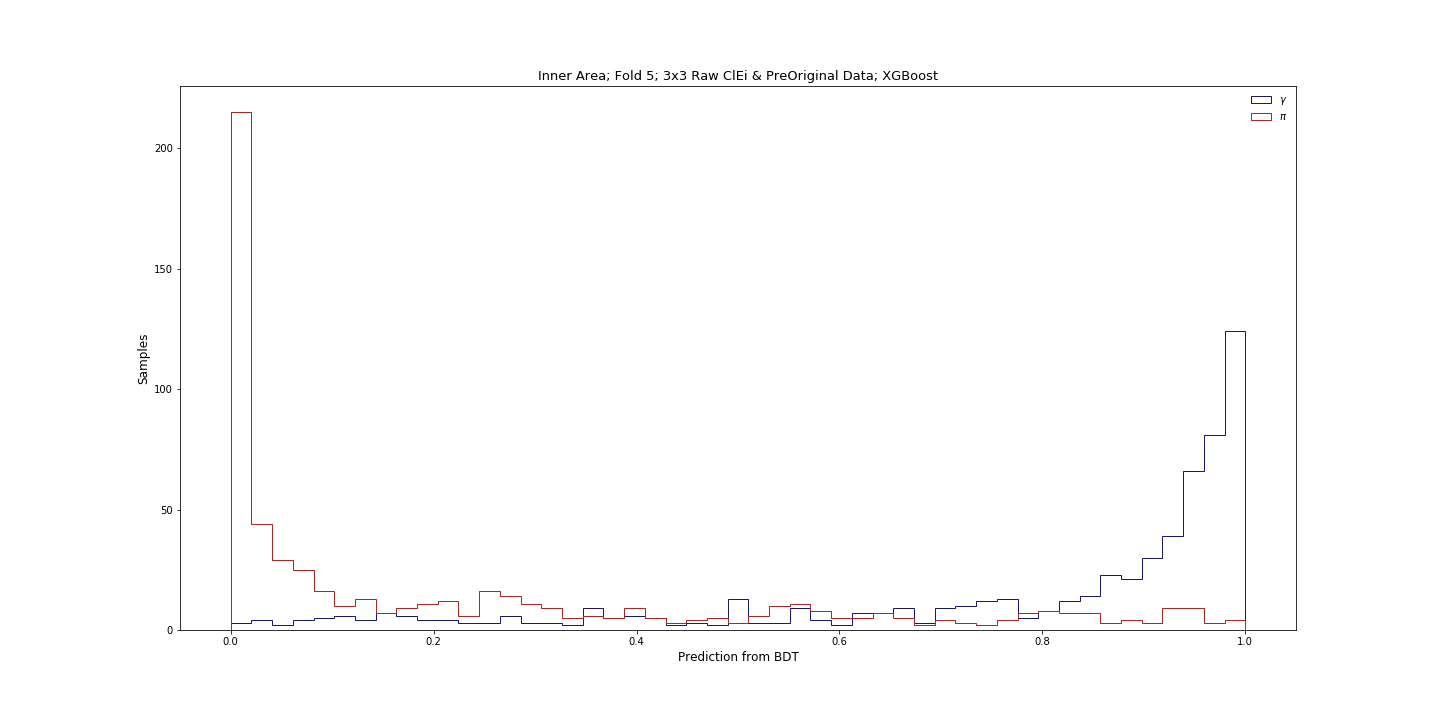 Inner Area; Fold 5; 3x3 Raw ClEi & PreOriginal Data; XGBoost
γ
π
200
150
100
50
0
Samples
0.0 0.2 0.4 0.6 0.8 1.0
Prediction from BDT